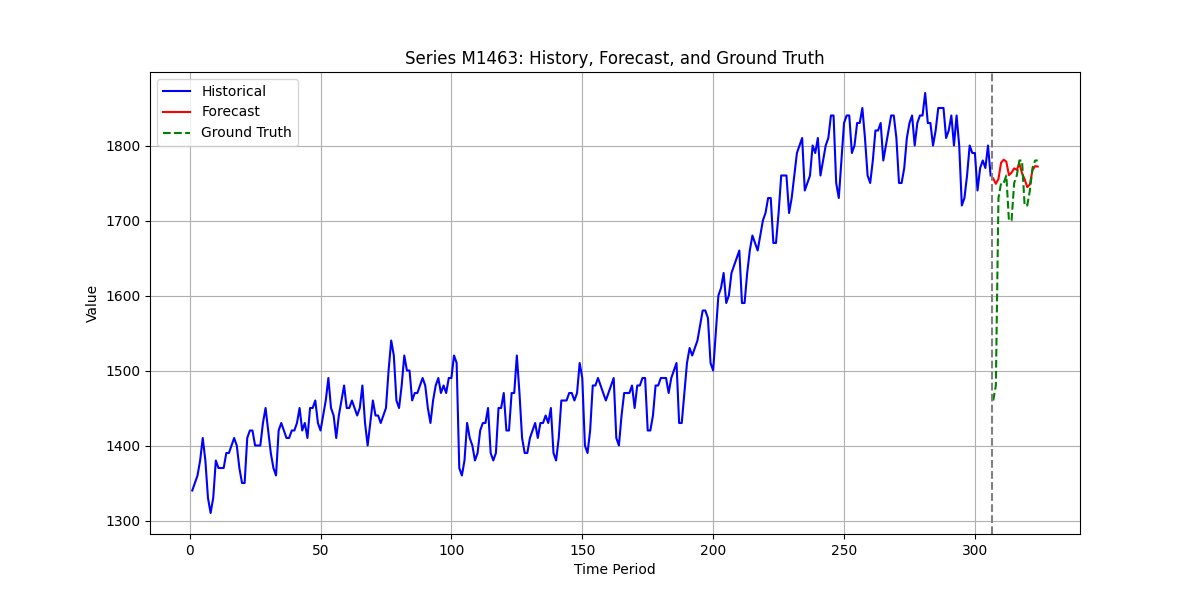 Series M1463: History, Forecast, and Ground Truth
Historical
Forecast
Ground Truth
Value
1800
1700
1600
1500
1400
1300
0 50 100 150 200 250 300
Time Period